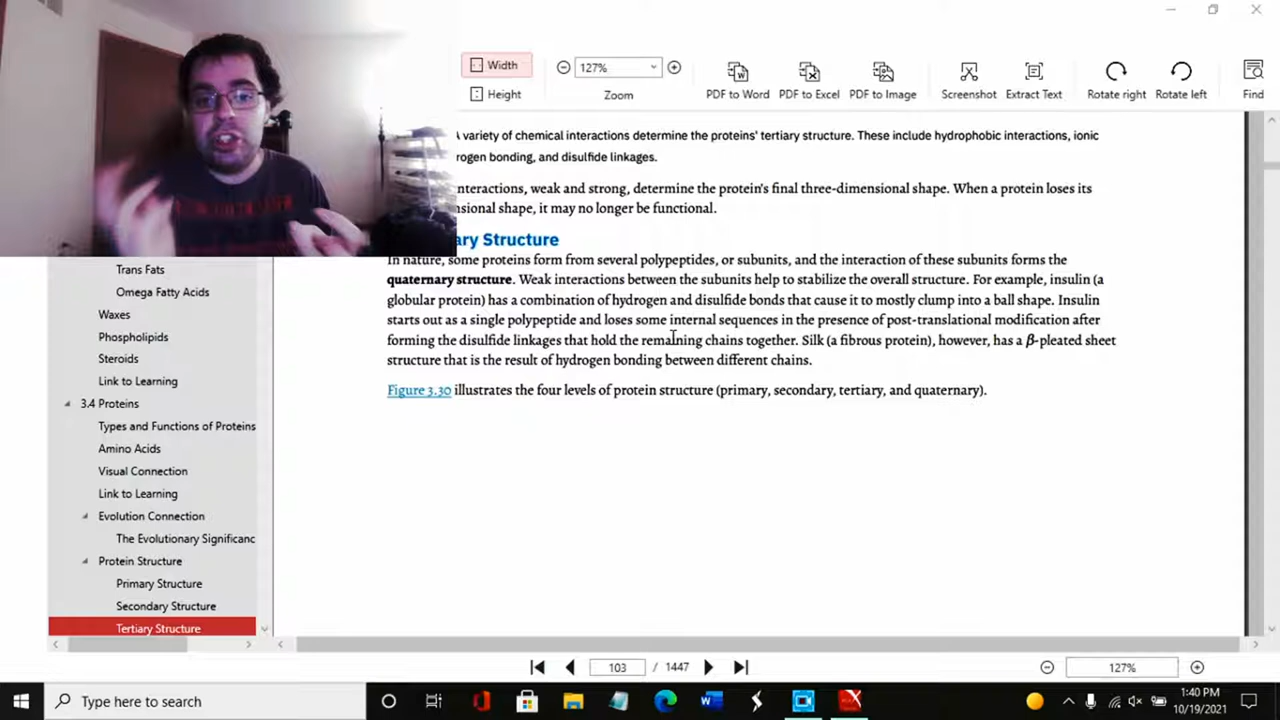 Width
Height
127%
Zoom
PDF to Word
PDF to Excel
PDF to Image
Screenshot
Extract Text
Rotate right
Rotate left
Find
A variety of chemical interactions determine the proteins' tertiary structure. These include hydrophobic interactions, ionic
rogen bonding, and disulfide linkages.
interactions, weak and strong, determine the protein's final three-dimensional shape. When a protein loses its
nsional shape, it may no longer be functional.
ary Structure
In nature, some proteins form from several polypeptides, or subunits, and the interaction of these subunits forms the
quaternary structure. Weak interactions between the subunits help to stabilize the overall structure. For example, insulin (a
globular protein) has a combination of hydrogen and disulfide bonds that cause it to mostly clump into a ball shape. Insulin
starts out as a single polypeptide and loses some internal sequences in the presence of post-translational modification after
forming the disulfide linkages that hold the remaining chains together. Silk (a fibrous protein), however, has a β-pleated sheet
structure that is the result of hydrogen bonding between different chains.
Figure 3.30 illustrates the four levels of protein structure (primary, secondary, tertiary, and quaternary).
Trans Fats
Omega Fatty Acids
Waxes
Phospholipids
Steroids
Link to Learning
3.4 Proteins
Types and Functions of Proteins
Amino Acids
Visual Connection
Link to Learning
Evolution Connection
The Evolutionary Significanc
Protein Structure
Primary Structure
Secondary Structure
Tertiary Structure
103 / 1447
127%
Type here to search
1:40 PM
10/19/2021